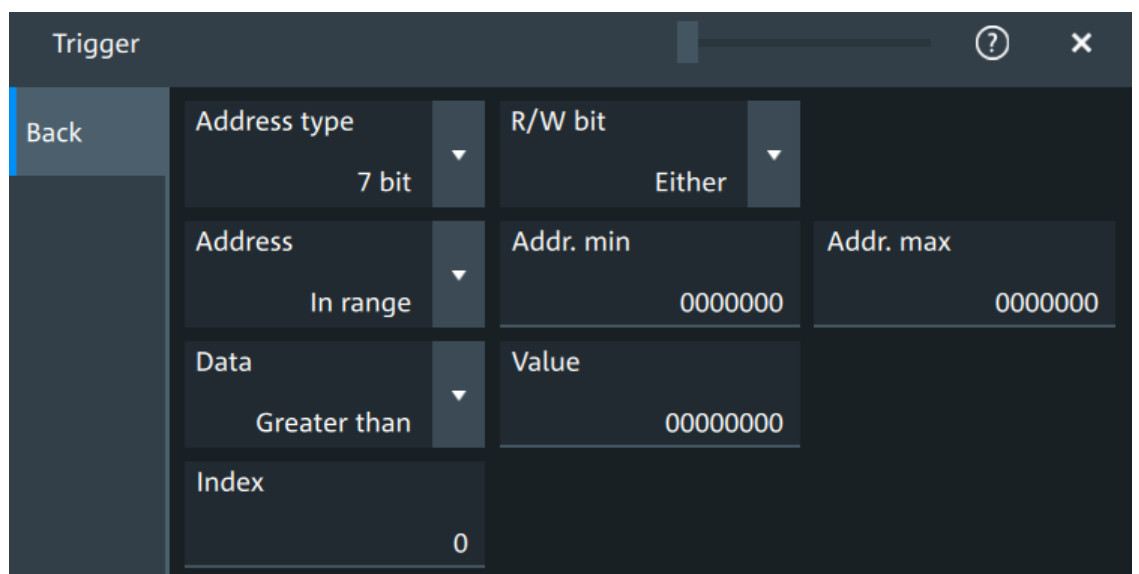 Trigger
?
Back
Address type
7 bit
R/W bit
Either
Address
In range
Addr. min
0000000
Addr. max
0000000
Data
Greater than
Value
00000000
Index
0